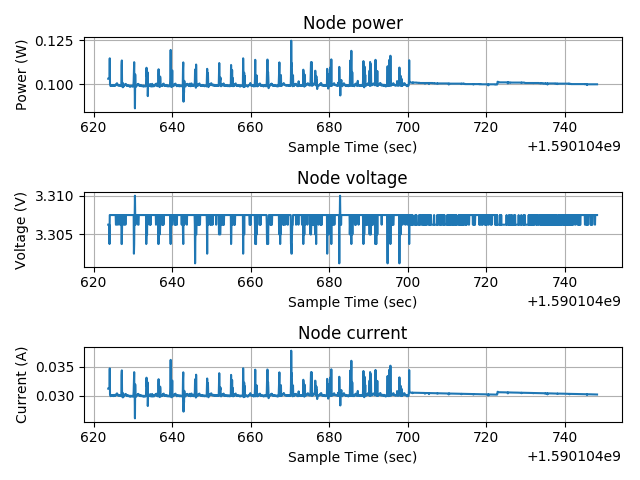 Node power
Power (W)
0.125
0.100
620 640 660 680 700 720 740
Sample Time (sec)
+1.590104e9
Node voltage
Voltage (V)
3.310
3.305
620 640 660 680 700 720 740
Sample Time (sec)
+1.590104e9
Node current
Current (A)
0.035
0.030
620 640 660 680 700 720 740
Sample Time (sec)
+1.590104e9